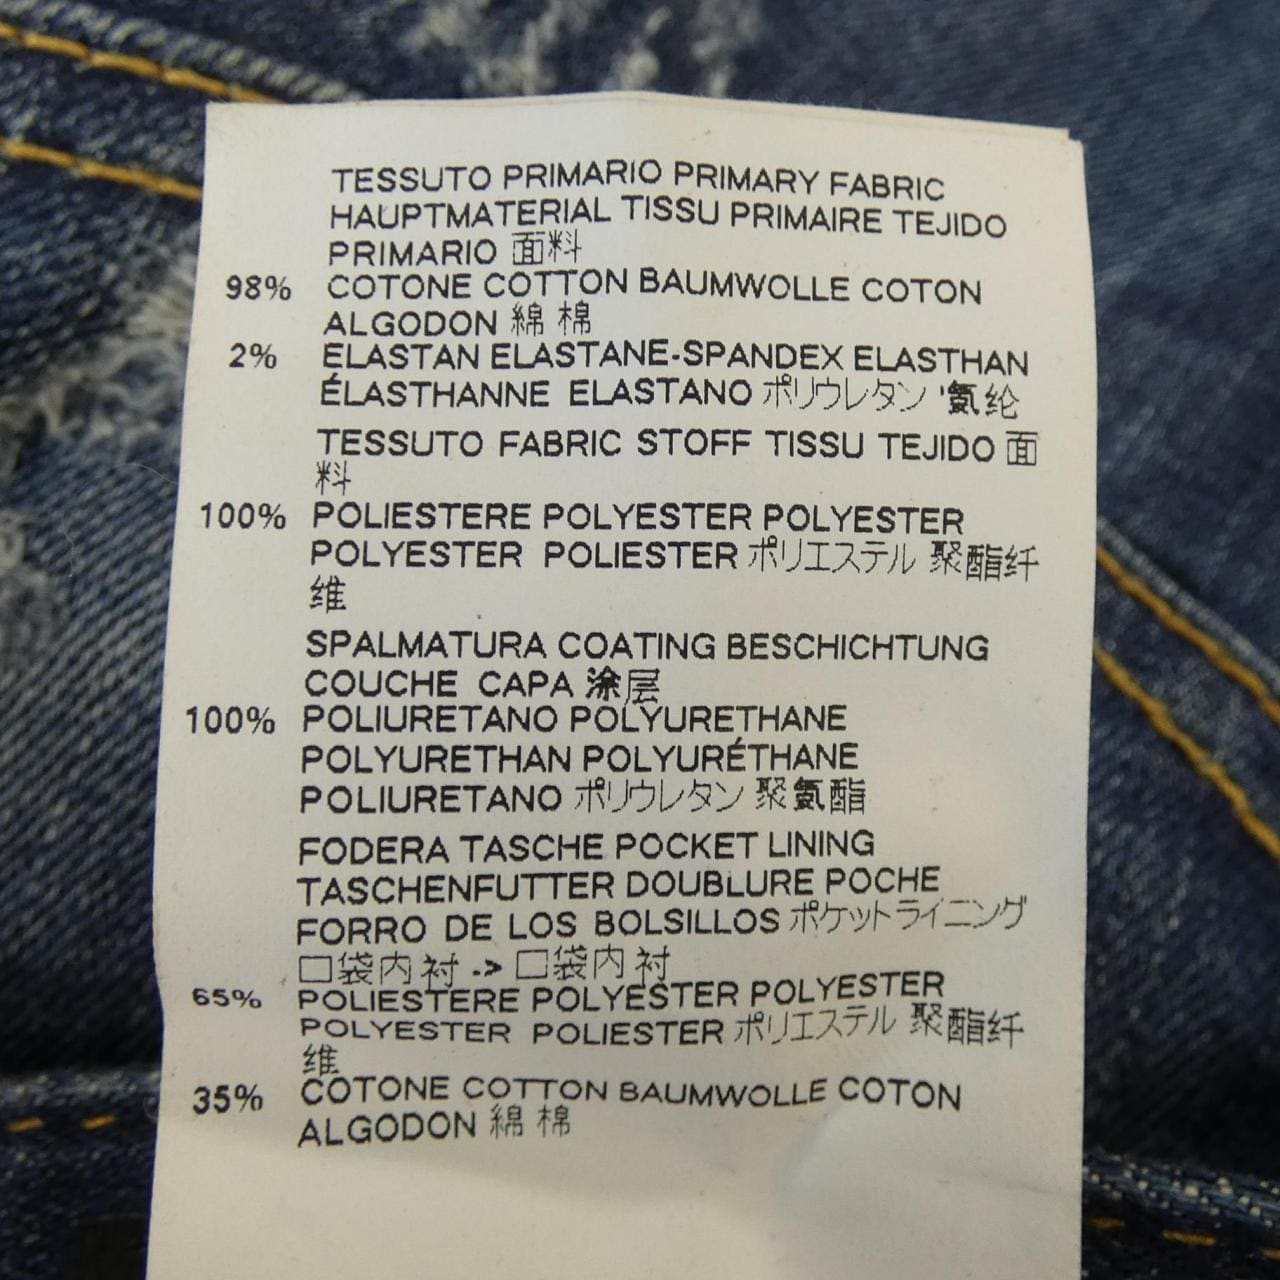 TESSUTO PRIMARIO PRIMARY FABRIC
HAUPTMATERIAL TISSU PRIMAIRE TEJIDO
PRIMARIO 面料
98% COTONE COTTON BAUMWOLLE COTON
ALGODON 綿 棉
2% ELASTAN ELASTANE-SPANDEX ELASTHAN
ÉLASTHANNE ELASTANO ポリウレタン '氨纶
TESSUTO FABRIC STOFF TISSU TEJIDO 面
料
100% POLIESTERE POLYESTER POLYESTER
POLYESTER POLIESTER ポリエステル 聚酯纤
维
SPALMATURA COATING BESCHICHTUNG
COUCHE CAPA 涂层
100% POLIURETANO POLYURETHANE
POLYURETHAN POLYURÉTHANE
POLIURETANO ポリウレタン 聚氨酯
FODERA TASCHE POCKET LINING
TASCHENFUTTER DOUBLURE POCHE
FORRO DE LOS BOLSILLOS ポケットライニング
口袋内衬 -> 口袋内衬
65% POLIESTERE POLYESTER POLYESTER
POLYESTER POLIESTER ポリエステル 聚酯纤
维
35% COTONE COTTON BAUMWOLLE COTON
ALGODON 綿 棉